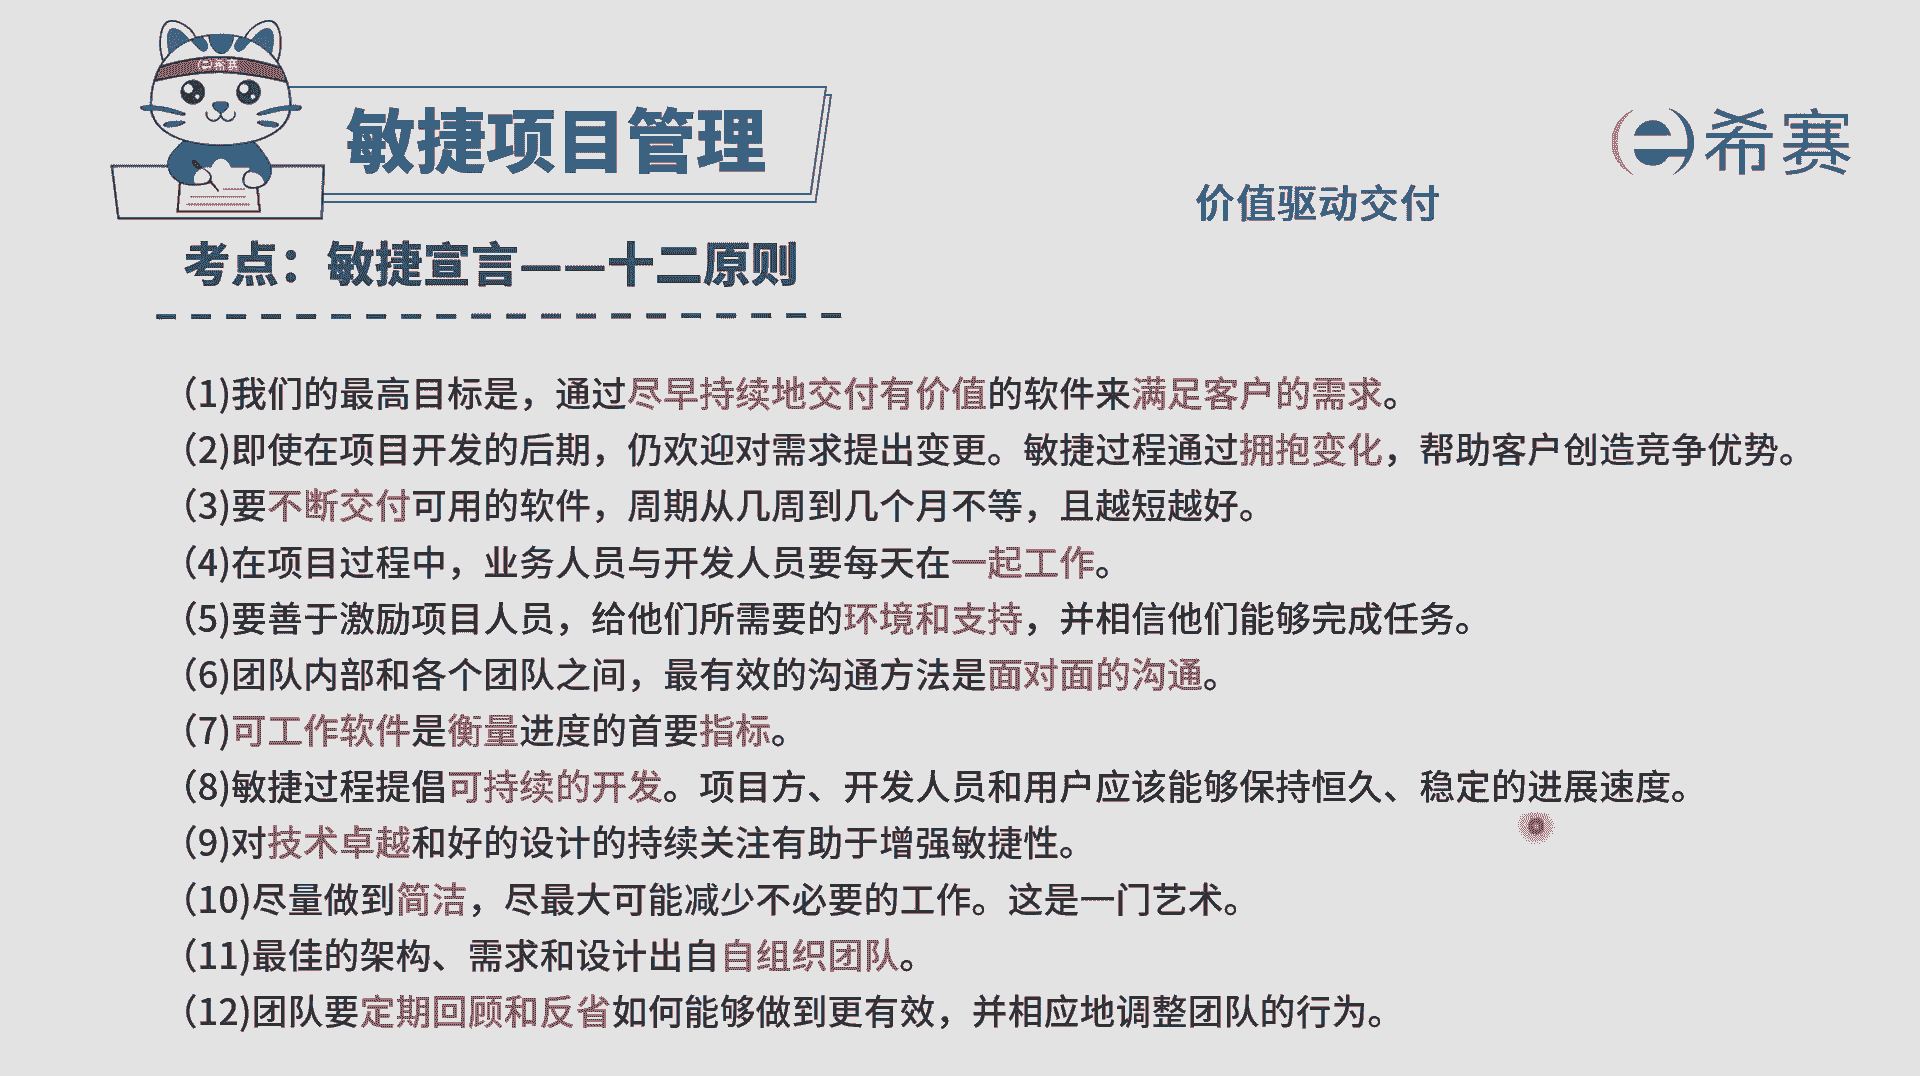 希赛
敏捷项目管理
e希赛
价值驱动交付
考点：敏捷宣言——十二原则
(1)我们的最高目标是，通过尽早持续地交付有价值的软件来满足客户的需求。
(2)即使在项目开发的后期，仍欢迎对需求提出变更。敏捷过程通过拥抱变化，帮助客户创造竞争优势。
(3)要不断交付可用的软件，周期从几周到几个月不等，且越短越好。
(4)在项目过程中，业务人员与开发人员要每天在一起工作。
(5)要善于激励项目人员，给他们所需要的环境和支持，并相信他们能够完成任务。
(6)团队内部和各个团队之间，最有效的沟通方法是面对面的沟通。
(7)可工作软件是衡量进度的首要指标。
(8)敏捷过程提倡可持续的开发。项目方、开发人员和用户应该能够保持恒久、稳定的进展速度。
(9)对技术卓越和好的设计的持续关注有助于增强敏捷性。
(10)尽量做到简洁，尽最大可能减少不必要的工作。这是一门艺术。
(11)最佳的架构、需求和设计出自自组织团队。
(12)团队要定期回顾和反省如何能够做到更有效，并相应地调整团队的行为。